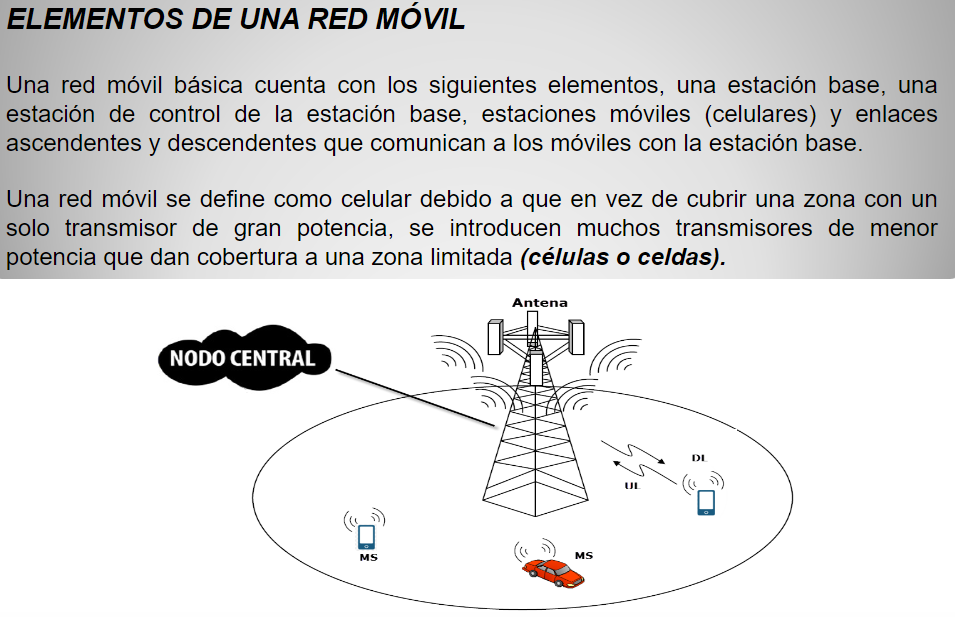 ELEMENTOS DE UNA RED MÓVIL
Una red móvil básica cuenta con los siguientes elementos, una estación base, una
estación de control de la estación base, estaciones móviles (celulares) y enlaces
ascendentes y descendentes que comunican a los móviles con la estación base.
Una red móvil se define como celular debido a que en vez de cubrir una zona con un
solo transmisor de gran potencia, se introducen muchos transmisores de menor
potencia que dan cobertura a una zona limitada (células o celdas).
Antena
NODO CENTRAL
DL
UL
MS
MS